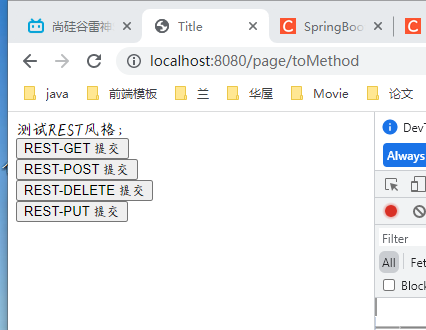 尚硅谷雷神
Title
SpringBoo
localhost:8080/page/toMethod
java 前端模板 兰 华屋 Movie 论文
测试REST风格；
REST-GET 提交
REST-POST 提交
REST-DELETE 提交
REST-PUT 提交
DevT
Always
Filter
All Fet
Block